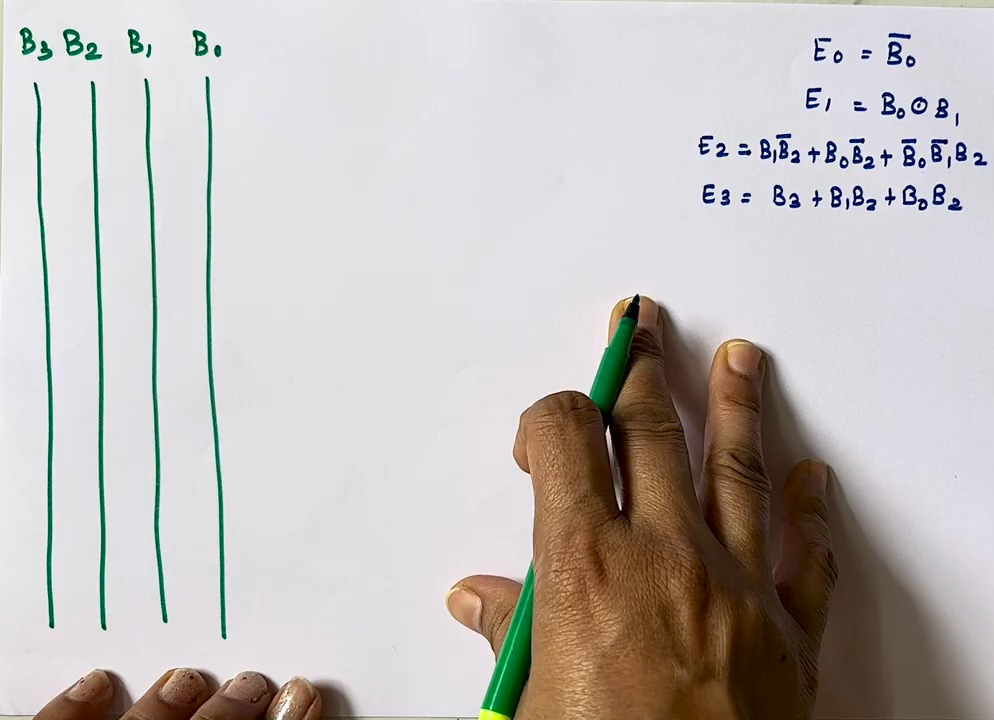 B₃ B₂ B₁ B₀
E₀ = B̅₀
E₁ = B₀ ⊙ B₁
E₂ = B₁B̅₂ + B₀B̅₂ + B̅₀B̅₁B₂
E₃ = B₃ + B₁B₂ + B₀B₂